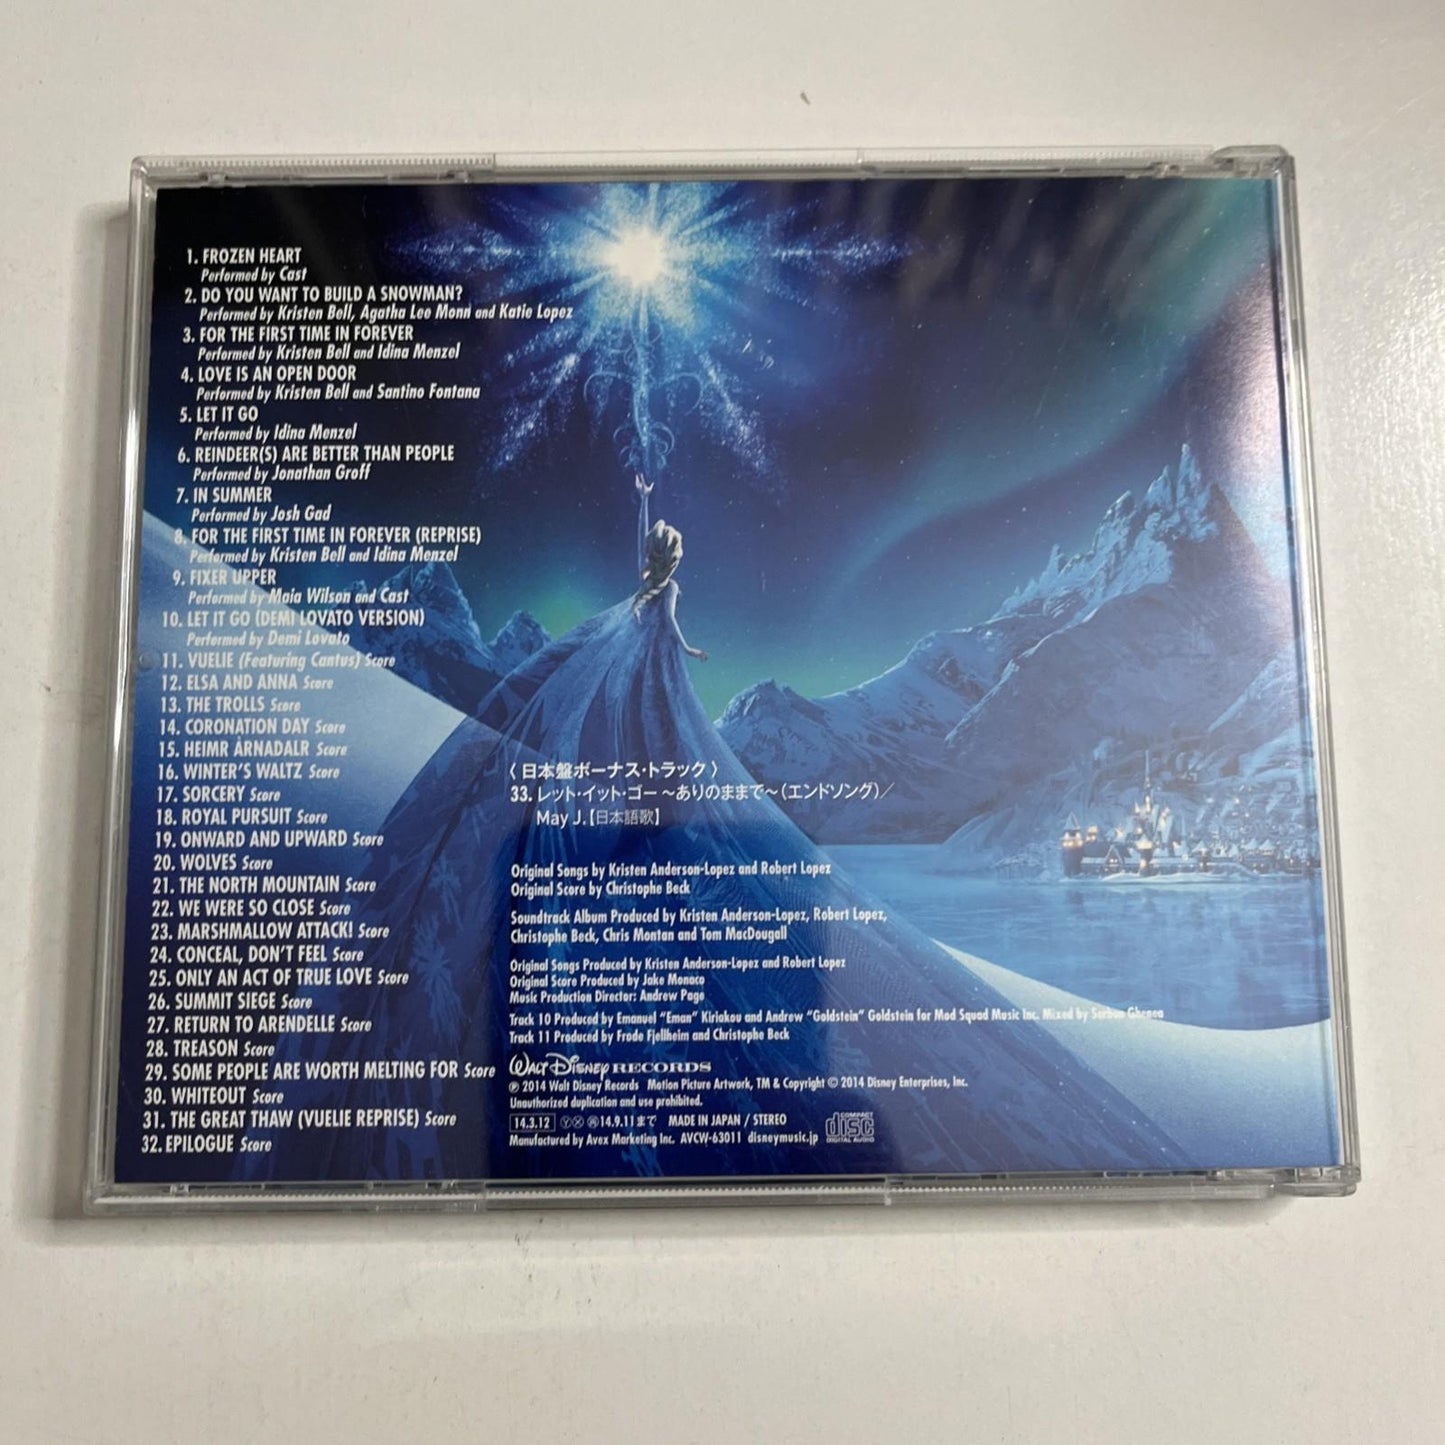 1. FROZEN HEART
Performed by Cast
2. DO YOU WANT TO BUILD A SNOWMAN?
Performed by Kristen Bell, Agatha Lee Monn and Katie Lopez
3. FOR THE FIRST TIME IN FOREVER
Performed by Kristen Bell and Idina Menzel
4. LOVE IS AN OPEN DOOR
Performed by Kristen Bell and Santino Fontana
5. LET IT GO
Performed by Idina Menzel
6. REINDEER(S) ARE BETTER THAN PEOPLE
Performed by Jonathan Groff
7. IN SUMMER
Performed by Josh Gad
8. FOR THE FIRST TIME IN FOREVER (REPRISE)
Performed by Kristen Bell and Idina Menzel
9. FIXER UPPER
Performed by Maia Wilson and Cast
10. LET IT GO (DEMI LOVATO VERSION)
Performed by Demi Lovato
11. VUELIE (Featuring Cantus) Score
12. ELSA AND ANNA Score
13. THE TROLLS Score
14. CORONATION DAY Score
15. HEIMR ÀRNADALR Score
16. WINTER'S WALTZ Score
17. SORCERY Score
18. ROYAL PURSUIT Score
19. ONWARD AND UPWARD Score
20. WOLVES Score
21. THE NORTH MOUNTAIN Score
22. WE WERE SO CLOSE Score
23. MARSHMALLOW ATTACK! Score
24. CONCEAL, DON'T FEEL Score
25. ONLY AN ACT OF TRUE LOVE Score
26. SUMMIT SIEGE Score
27. RETURN TO ARENDELLE Score
28. TREASON Score
29. SOME PEOPLE ARE WORTH MELTING FOR Score
30. WHITEOUT Score
31. THE GREAT THAW (VUELIE REPRISE) Score
32. EPILOGUE Score
〈日本盤ボーナス・トラック〉
33. レット・イット・ゴー ～ありのままで～(エンドソング)／
May J.【日本語歌】
Original Songs by Kristen Anderson-Lopez and Robert Lopez
Original Score by Christophe Beck
Soundtrack Album Produced by Kristen Anderson-Lopez, Robert Lopez,
Christophe Beck, Chris Montan and Tom MacDougall
Original Songs Produced by Kristen Anderson-Lopez and Robert Lopez
Original Score Produced by Jake Monaco
Music Production Director: Andrew Page
Track 10 Produced by Emanuel "Eman" Kiriakou and Andrew "Goldstein" Goldstein for Mad Squad Music Inc. Mixed by Serban Ghenea
Track 11 Produced by Frode Fjellheim and Christophe Beck
WALT DISNEY RECORDS
℗ 2014 Walt Disney Records Motion Picture Artwork, TM & Copyright © 2014 Disney Enterprises, Inc.
Unauthorized duplication and use prohibited.
14.3.12 Ⓨ Ⓧ 14.9.11まで MADE IN JAPAN / STEREO
Manufactured by Avex Marketing Inc. AVCW-63011 disneymusic.jp
COMPACT disc DIGITAL AUDIO